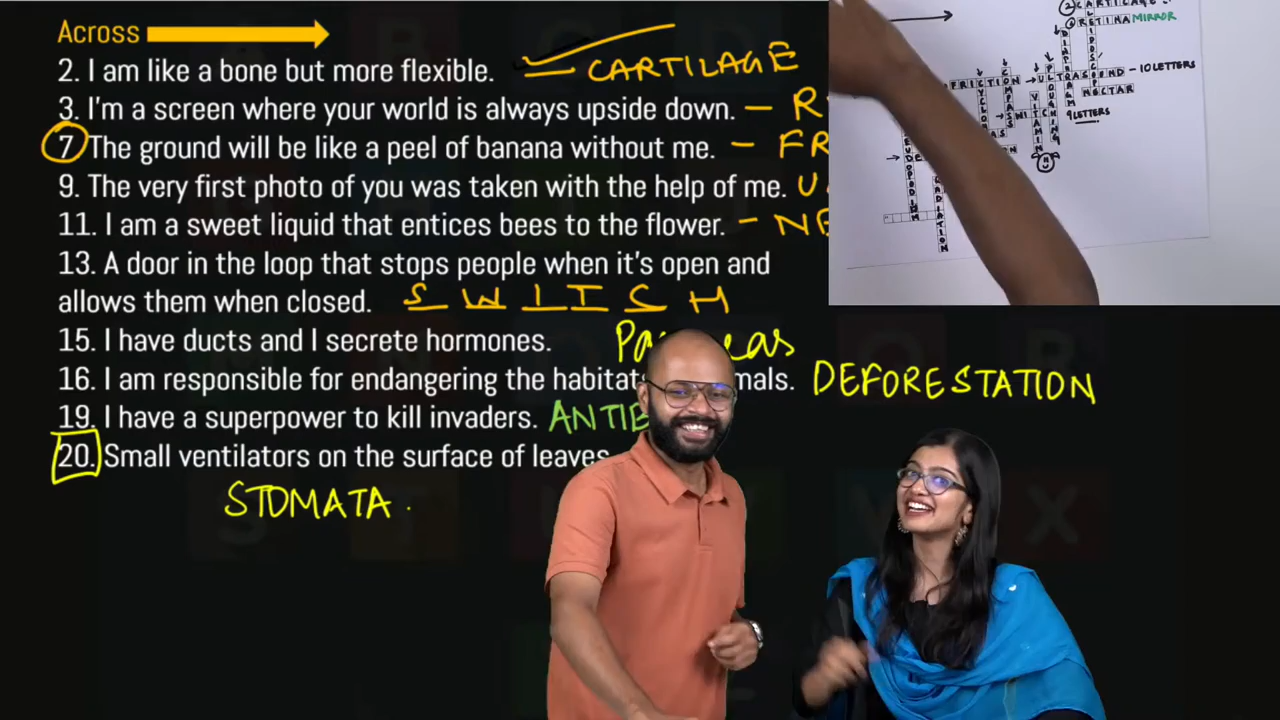 Across
2. I am like a bone but more flexible. CARTILAGE
3. I'm a screen where your world is always upside down. – R
7 The ground will be like a peel of banana without me. – FR
9. The very first photo of you was taken with the help of me. U
11. I am a sweet liquid that entices bees to the flower. – NE
13. A door in the loop that stops people when it's open and
allows them when closed. SWITCH
15. I have ducts and I secrete hormones.
16. I am responsible for endangering the habitat DEFORESTATION
19. I have a superpower to kill invaders. ANTIB
20. Small ventilators on the surface of leaves
STOMATA.
CARTILAGE
RETINA MIRROR
FRICTION
ULTRASOUND – 10 LETTERS
NECTAR
9 LETTERS